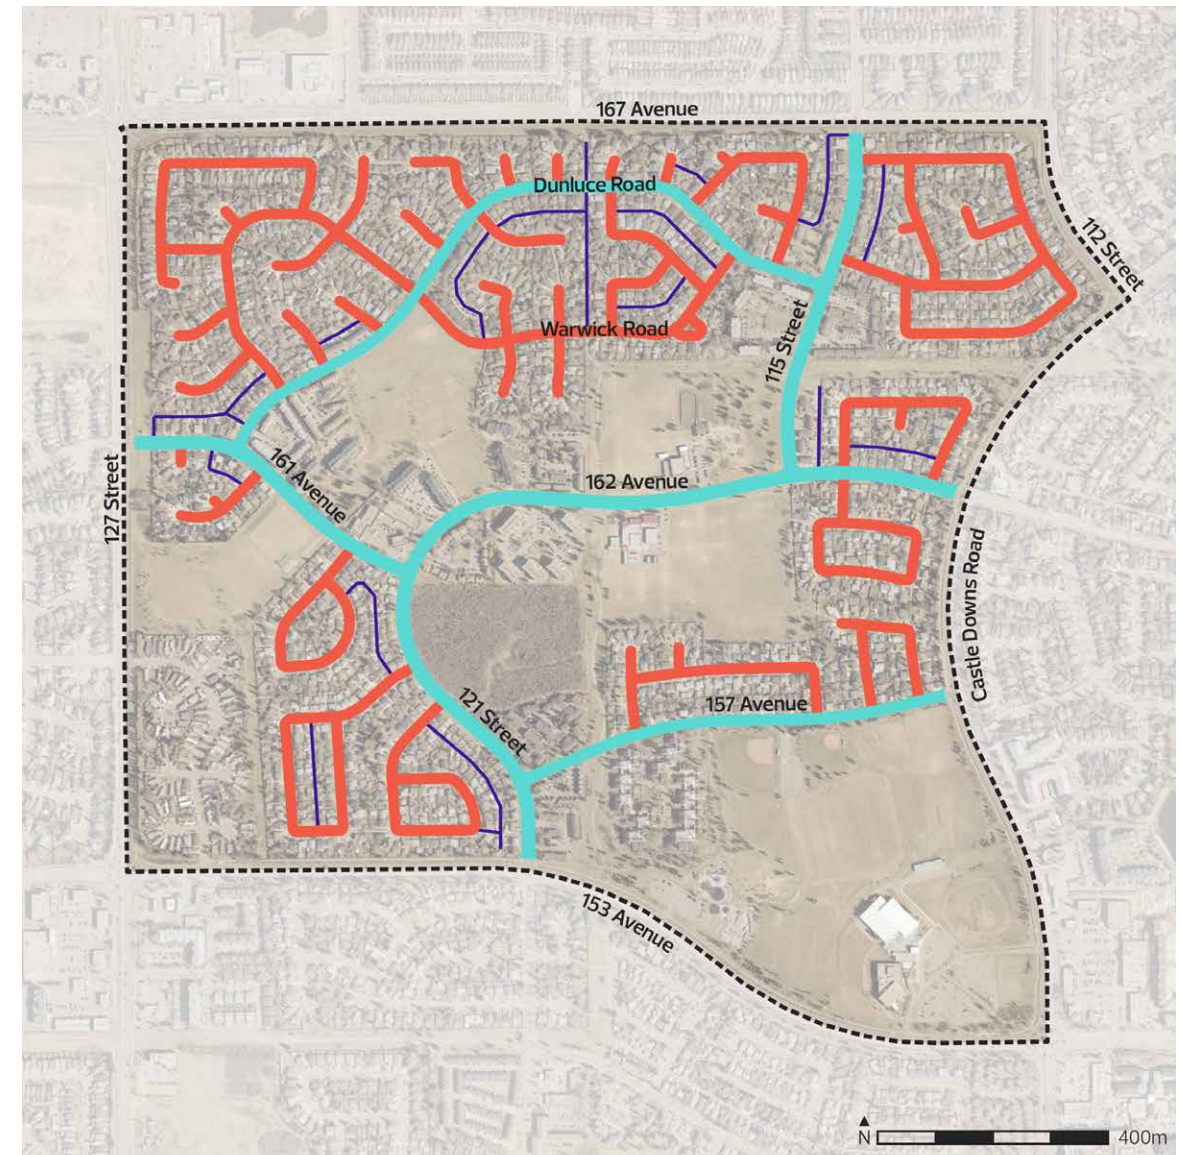 167 Avenue
Dunluce Road
112 Street
Warwick Road
115 Street
127 Street
161 Avenue
162 Avenue
Castle Downs Road
121 Street
157 Avenue
153 Avenue
N
400m